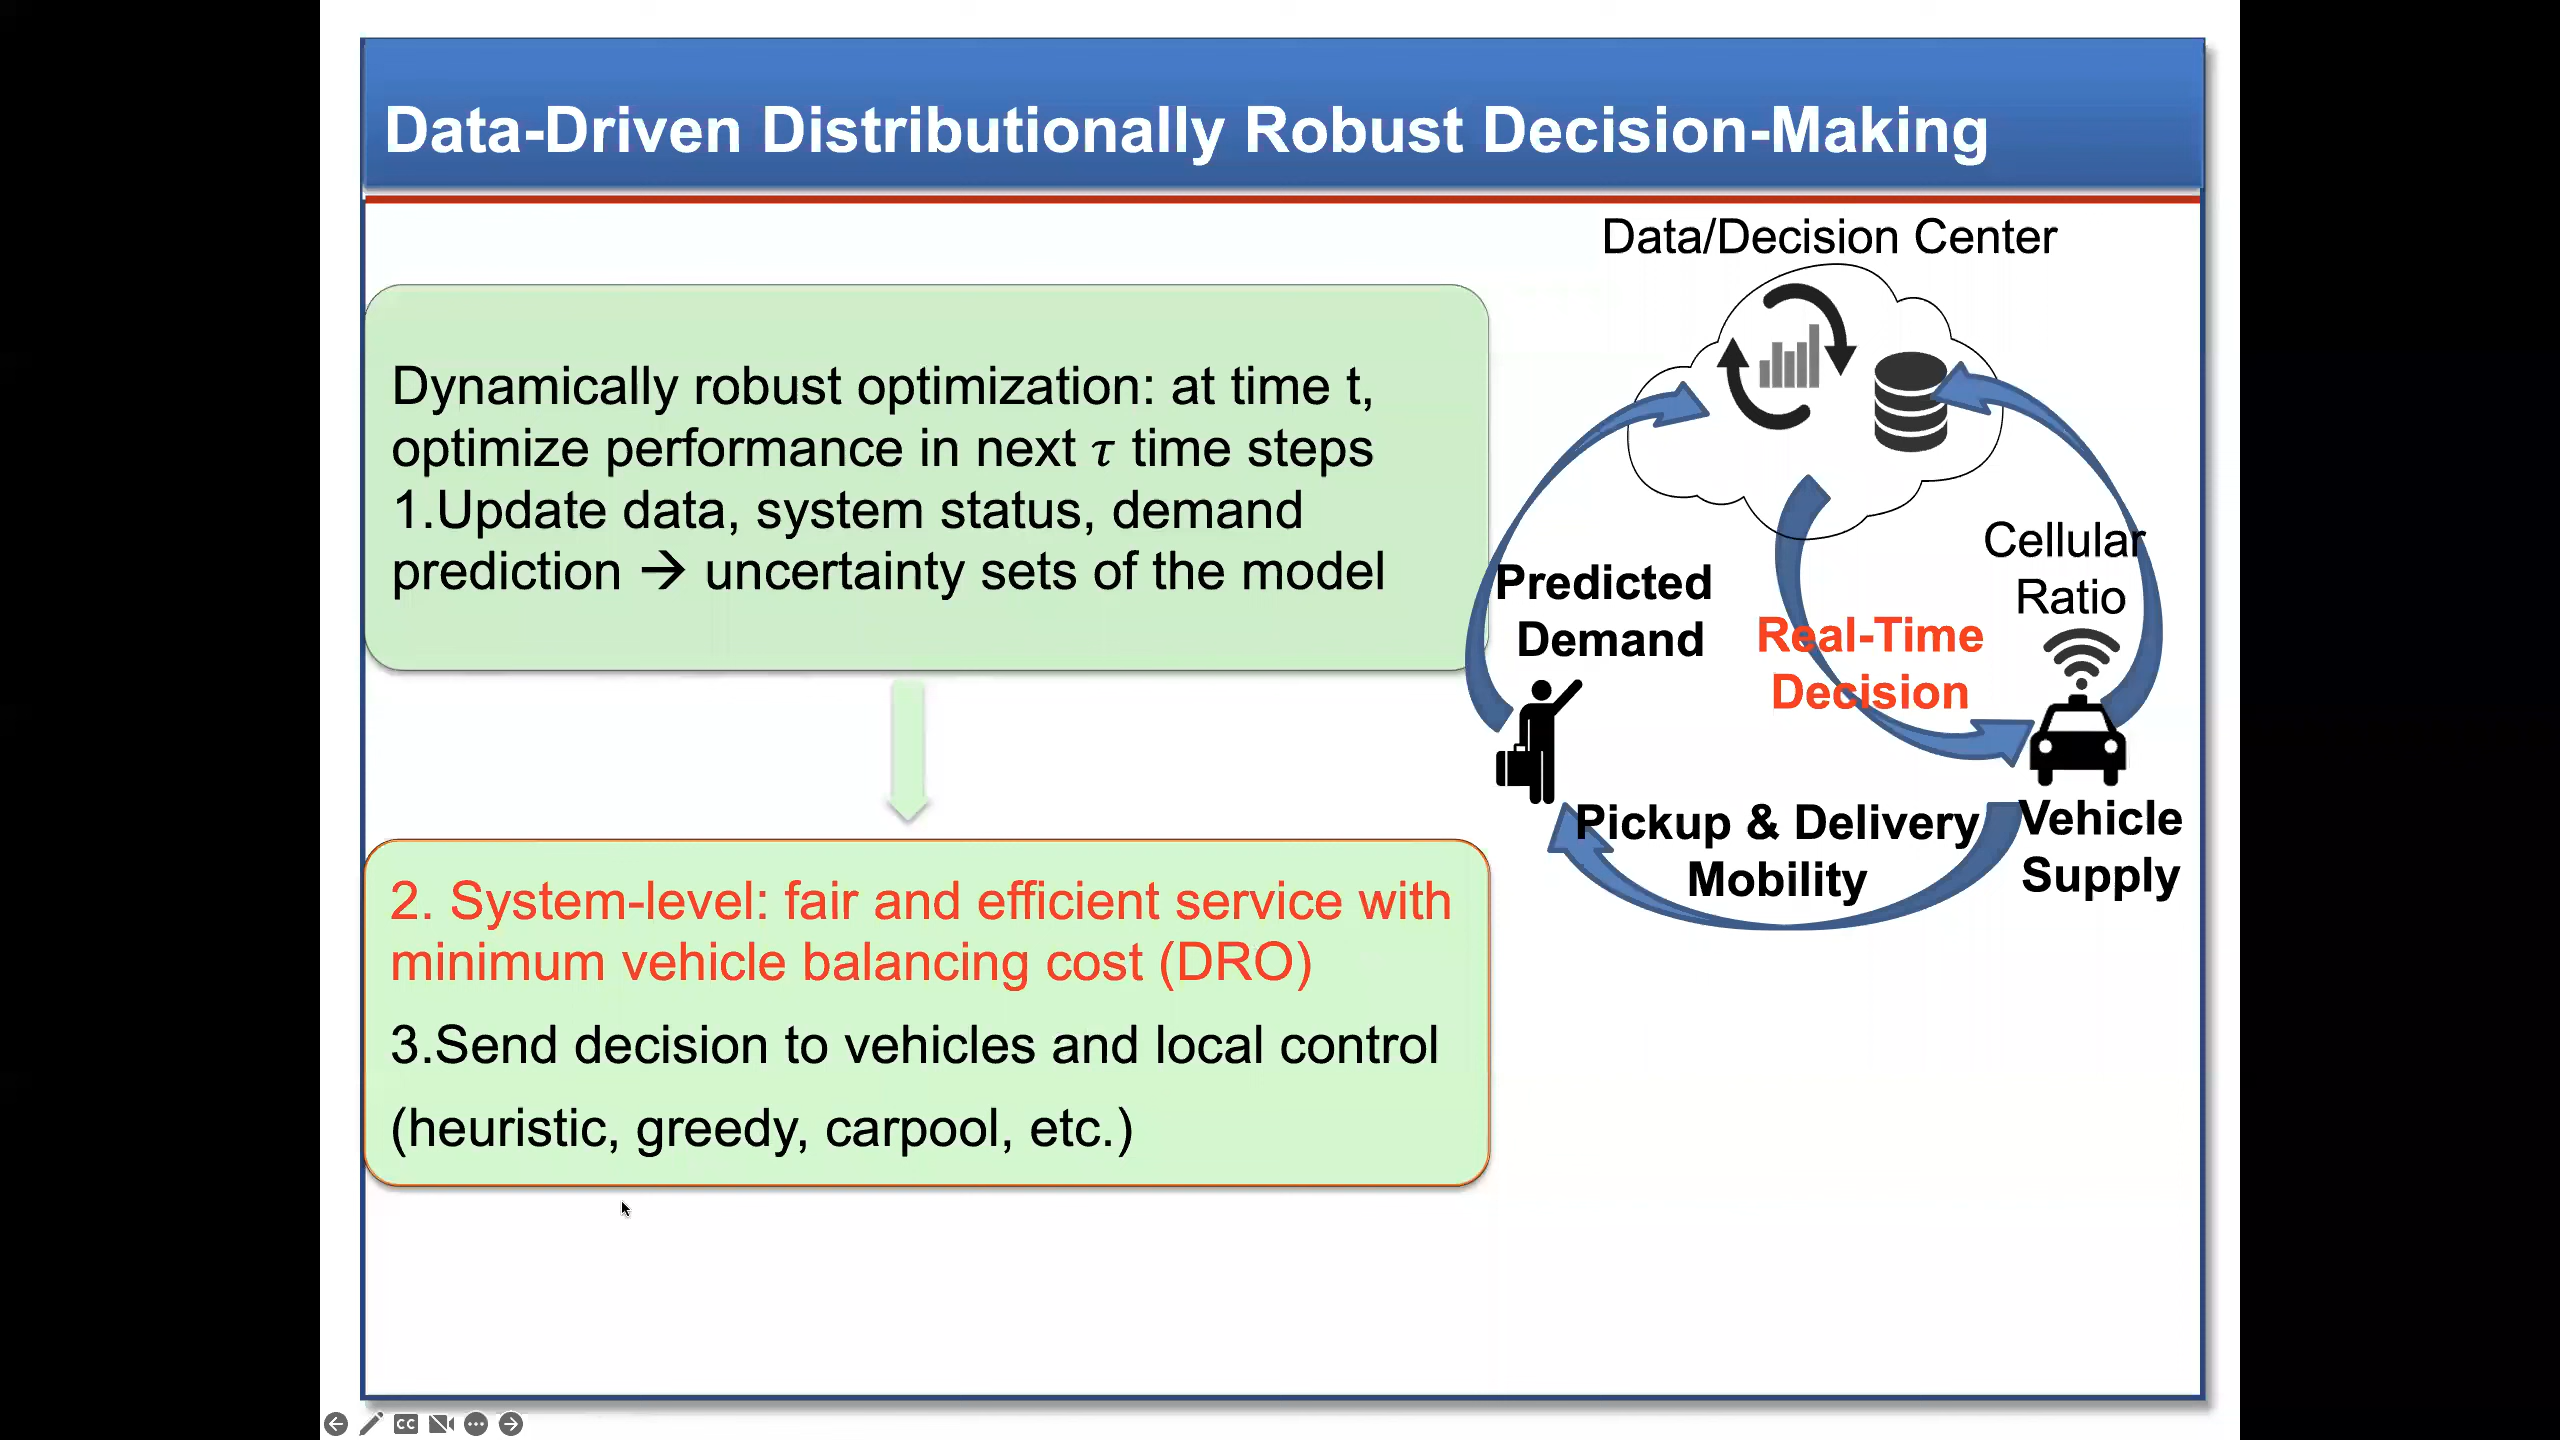 Data-Driven Distributionally Robust Decision-Making
Dynamically robust optimization: at time t,
optimize performance in next τ time steps
1.Update data, system status, demand
prediction → uncertainty sets of the model
2. System-level: fair and efficient service with
minimum vehicle balancing cost (DRO)
3.Send decision to vehicles and local control
(heuristic, greedy, carpool, etc.)
Data/Decision Center
Cellular
Ratio
Predicted
Demand
Real-Time
Decision
Pickup & Delivery
Mobility
Vehicle
Supply
CC